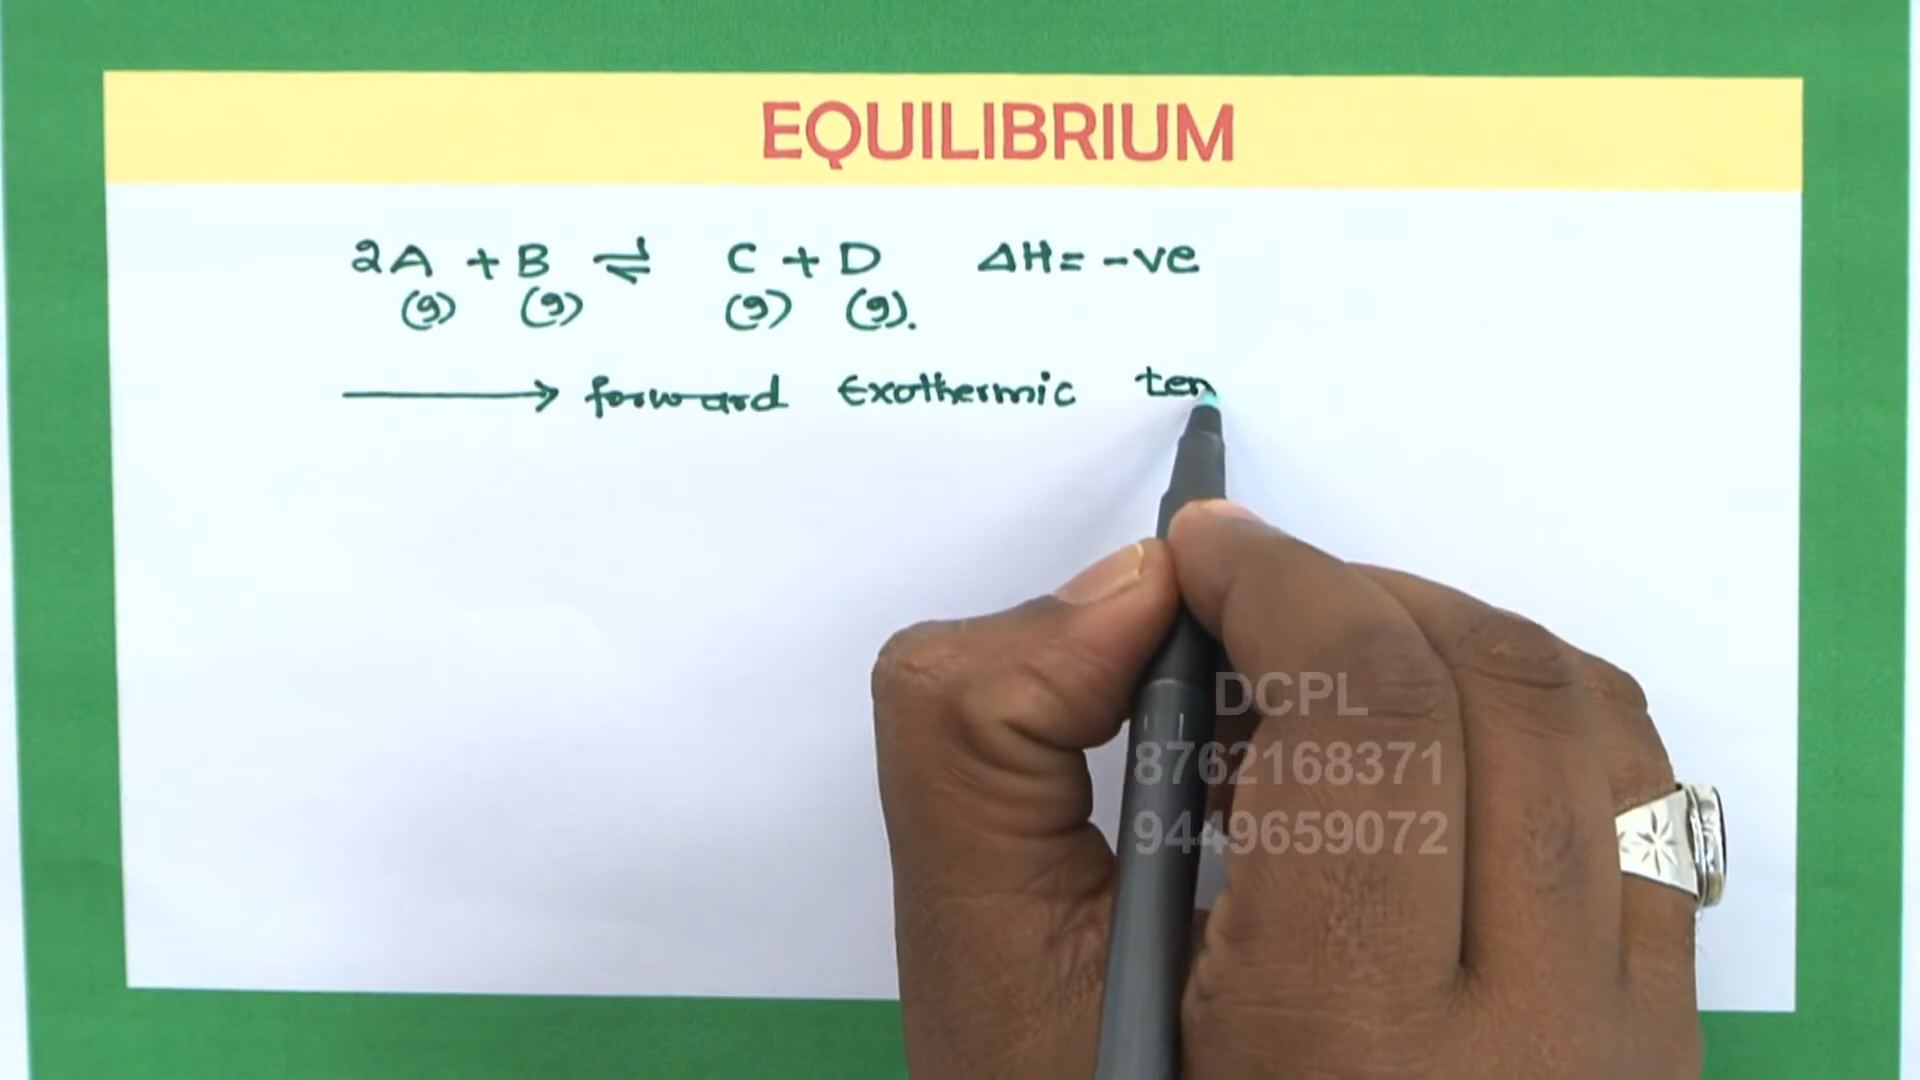 EQUILIBRIUM
2A + B ⇌ C + D ΔH = -ve
(g) (g) (g) (g).
⟶ forward Exothermic ten
DCPL
8762168371
9449659072